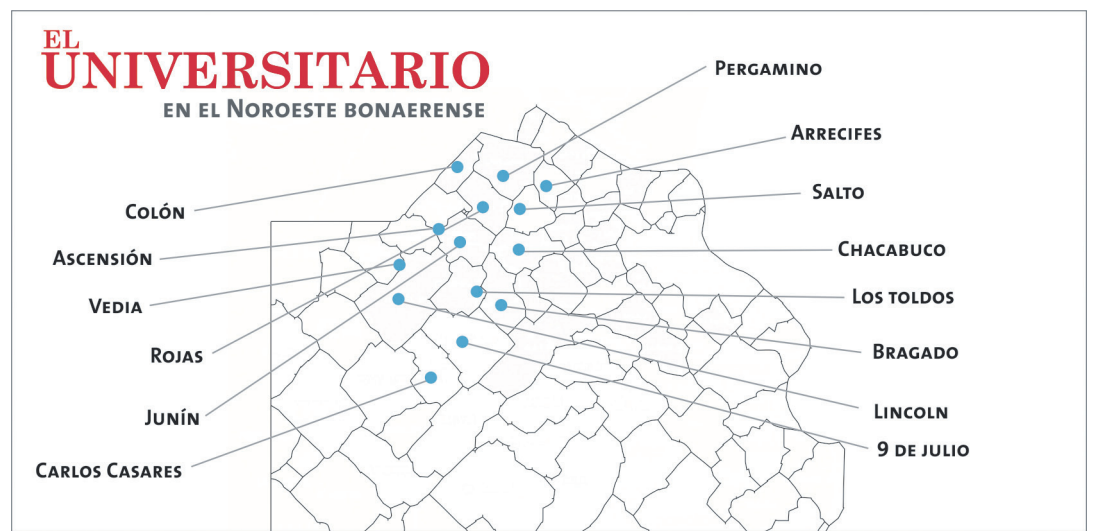 EL
UNIVERSITARIO
EN EL NOROESTE BONAERENSE
PERGAMINO
ARRECIFES
SALTO
COLÓN
CHACABUCO
ASCENSIÓN
LOS TOLDOS
VEDIA
BRAGADO
ROJAS
LINCOLN
JUNÍN
9 DE JULIO
CARLOS CASARES